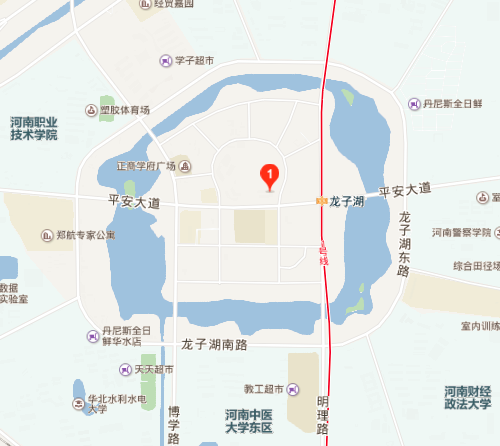 经贸嘉园
学子超市
塑胶体育场
丹尼斯全日鲜
河南职业
技术学院
正商学府广场
1
平安大道
龙子湖
平安大道
室
郑航专家公寓
龙子湖东路
河南警察学院
1号线
综合田径场
数据
实验室
室内训练
丹尼斯全日
鲜华水店
龙子湖南路
天天超市
教工超市
华北水利水电
大学
博学路
河南中医
大学东区
明理路
河南财经
政法大学